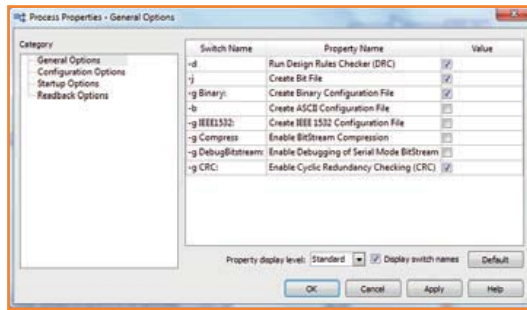 Process Properties - General Options
Category
General Options
Configuration Options
Startup Options
Readback Options
Switch Name Property Name Value
-d Run Design Rules Checker (DRC)
-j Create Bit File
-g Binary: Create Binary Configuration File
-b Create ASCII Configuration File
-g IEEE1532: Create IEEE 1532 Configuration File
-g Compress Enable BitStream Compression
-g DebugBitstream: Enable Debugging of Serial Mode BitStream
-g CRC: Enable Cyclic Redundancy Checking (CRC)
Property display level: Standard Display switch names Default
OK Cancel Apply Help